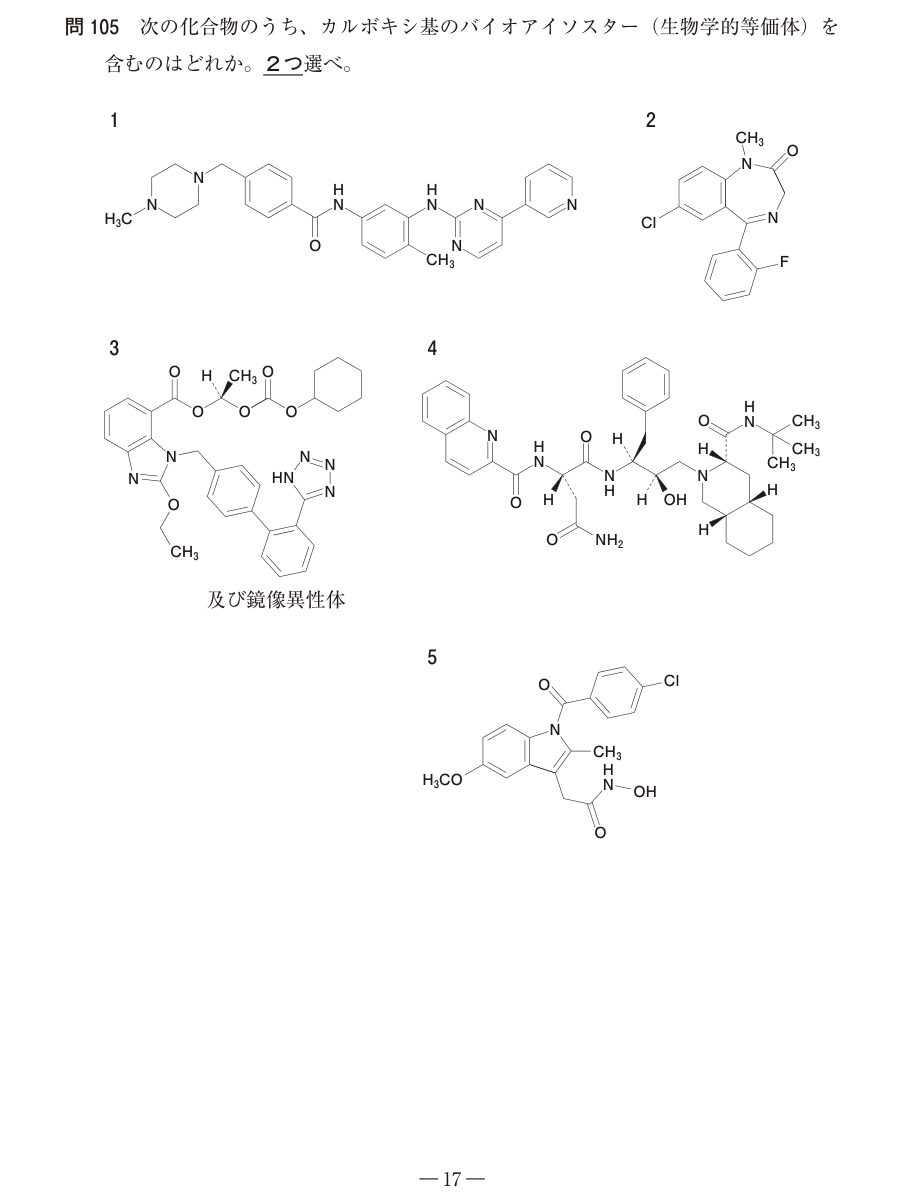 問105 次の化合物のうち、カルボキシ基のバイオアイソスター（生物学的等価体）を
含むのはどれか。２つ選べ。
1
N
N
H₃C
O
H
N
CH₃
H
N
N
N
N
2
CH₃
N
O
N
Cl
F
3
O
H
CH₃
O
O
O
O
N
N
O
CH₃
N
N
HN
N
及び鏡像異性体
4
N
O
H
N
H
O
NH₂
O
N
H
H
H
OH
N
O
H
N
CH₃
CH₃
CH₃
H
H
H
5
O
Cl
N
CH₃
H₃CO
H
N
OH
O
— 17 —